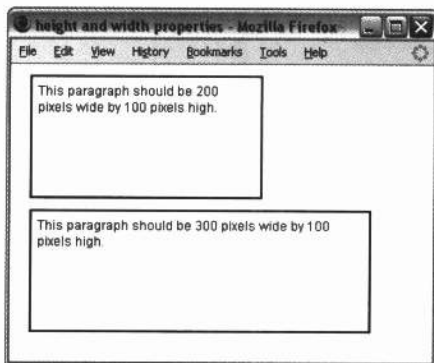 height and width properties - Mozilla Firefox
File Edit View History Bookmarks Tools Help
This paragraph should be 200
pixels wide by 100 pixels high.
This paragraph should be 300 pixels wide by 100
pixels high.